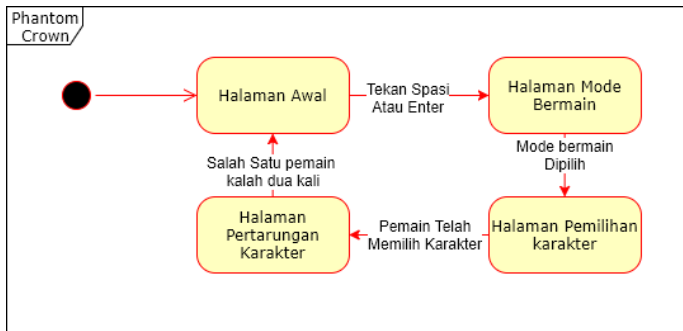 Phantom
Crown
Halaman Awal
Tekan Spasi
Atau Enter
Halaman Mode
Bermain
Mode bermain
Dipilih
Halaman Pemilihan
karakter
Pemain Telah
Memilih Karakter
Halaman
Pertarungan
Karakter
Salah Satu pemain
kalah dua kali